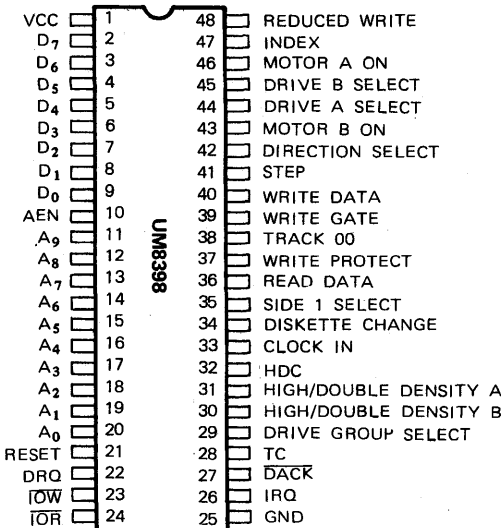 VCC 1 48 REDUCED WRITE
D7 2 47 INDEX
D6 3 46 MOTOR A ON
D5 4 45 DRIVE B SELECT
D4 5 44 DRIVE A SELECT
D3 6 43 MOTOR B ON
D2 7 42 DIRECTION SELECT
D1 8 41 STEP
D0 9 40 WRITE DATA
AEN 10 39 WRITE GATE
A9 11 38 TRACK 00
A8 12 37 WRITE PROTECT
A7 13 36 READ DATA
A6 14 35 SIDE 1 SELECT
A5 15 34 DISKETTE CHANGE
A4 16 33 CLOCK IN
A3 17 32 HDC
A2 18 31 HIGH/DOUBLE DENSITY A
A1 19 30 HIGH/DOUBLE DENSITY B
A0 20 29 DRIVE GROUP SELECT
RESET 21 28 TC
DRQ 22 27 D̅A̅C̅K̅
I̅O̅W̅ 23 26 IRQ
I̅O̅R̅ 24 25 GND
UM8398